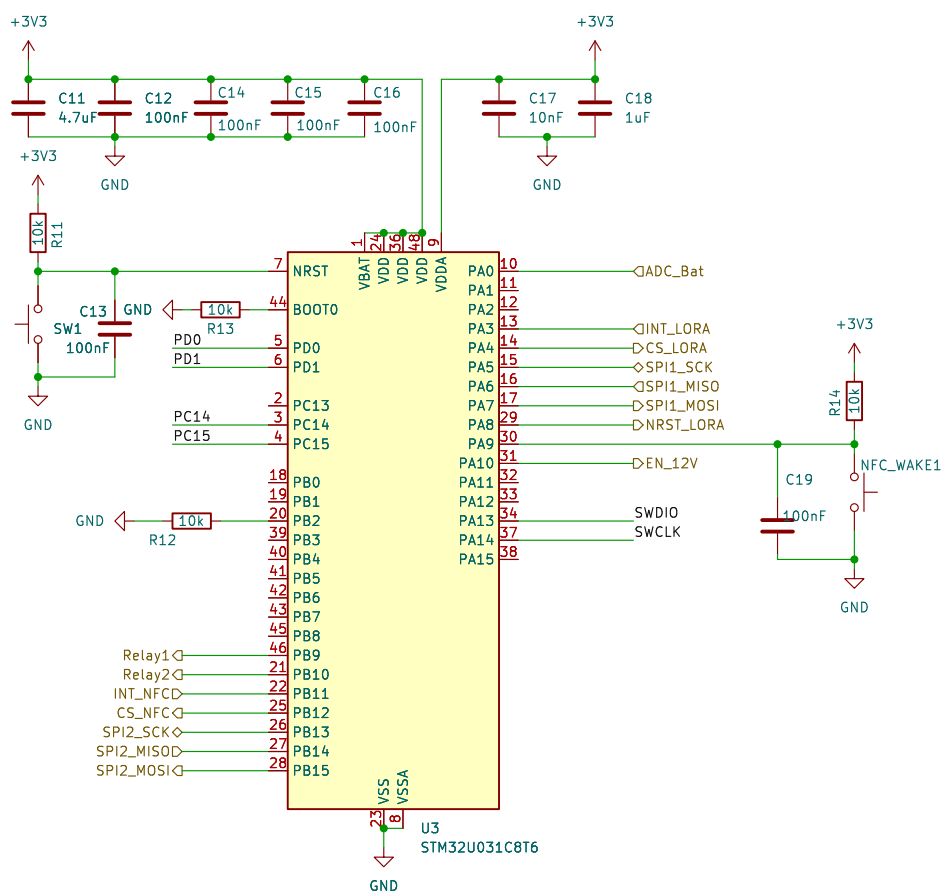 +3V3
+3V3
C11
4.7uF
C12
100nF
C14
100nF
C15
100nF
C16
100nF
C17
10nF
C18
1uF
GND
GND
+3V3
10k
R11
1
24
36
48
9
VBAT
VDD
VDD
VDD
VDDA
7
NRST
44
BOOT0
5
PD0
6
PD1
2
PC13
3
PC14
4
PC15
18
PB0
19
PB1
20
PB2
39
PB3
40
PB4
41
PB5
42
PB6
43
PB7
45
PB8
46
PB9
21
PB10
22
PB11
25
PB12
26
PB13
27
PB14
28
PB15
SW1
C13
100nF
GND
GND
10k
R13
PD0
PD1
PC14
PC15
GND
10k
R12
Relay1
Relay2
INT_NFC
CS_NFC
SPI2_SCK
SPI2_MISO
SPI2_MOSI
PA0
10
ADC_Bat
PA1
11
PA2
12
PA3
13
INT_LORA
PA4
14
CS_LORA
PA5
15
SPI1_SCK
PA6
16
SPI1_MISO
PA7
17
SPI1_MOSI
PA8
29
NRST_LORA
PA9
30
PA10
31
EN_12V
PA11
32
PA12
33
PA13
34
SWDIO
PA14
37
SWCLK
PA15
38
+3V3
R14
10k
NFC_WAKE1
C19
100nF
GND
VSS
VSSA
23
8
U3
STM32U031C8T6
GND